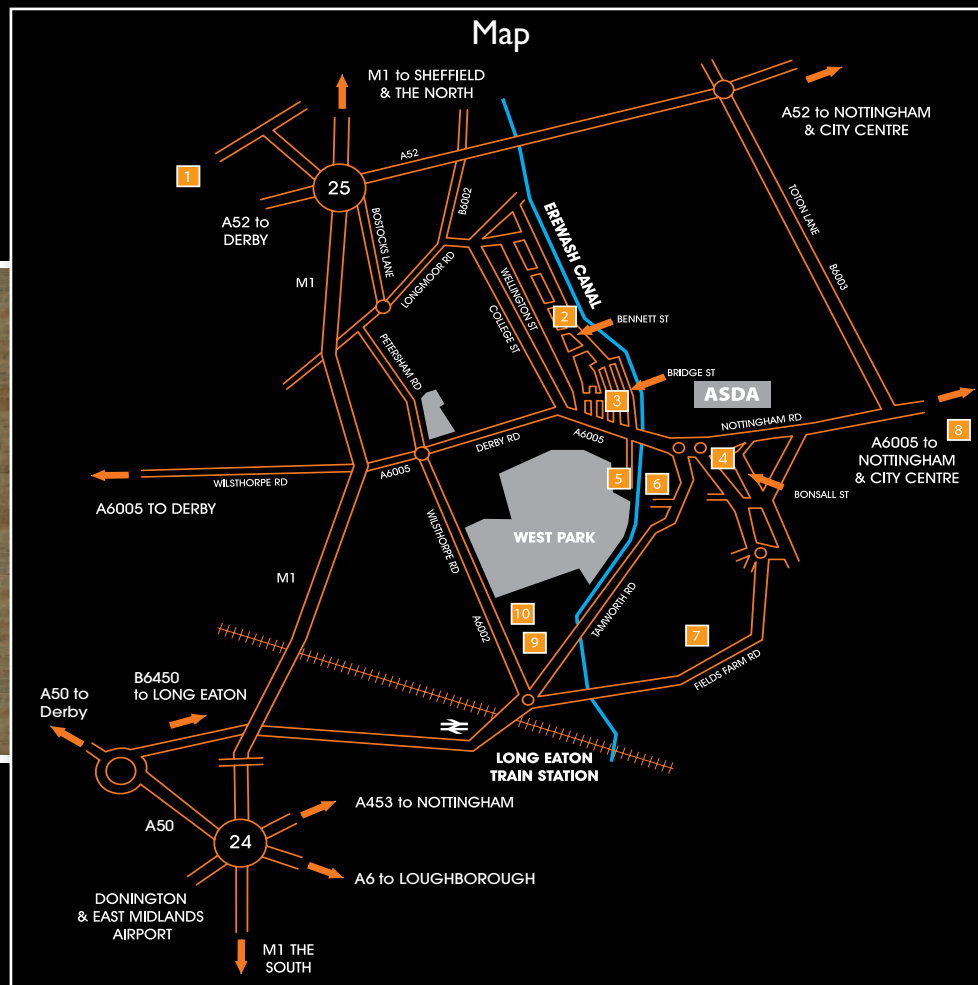 Map
M1 to SHEFFIELD
& THE NORTH
A52 to NOTTINGHAM
& CITY CENTRE
1
25
A52
B6002
A52 to
DERBY
BOSTOCKS LANE
EREWASH CANAL
TOTON LANE
B6003
M1
LONGMOOR RD
WELLINGTON ST
COLLEGE ST
2
BENNETT ST
PETERSHAM RD
BRIDGE ST
ASDA
3
NOTTINGHAM RD
8
A6005 to
NOTTINGHAM
& CITY CENTRE
DERBY RD
A6005
A6005
WILSTHORPE RD
A6005 TO DERBY
4
5
6
BONSALL ST
WILSTHORPE RD
WEST PARK
M1
A6002
TAMWORTH RD
10
9
7
FIELDS FARM RD
B6450
to LONG EATON
A50 to
Derby
LONG EATON
TRAIN STATION
A453 to NOTTINGHAM
A50
24
A6 to LOUGHBOROUGH
DONINGTON
& EAST MIDLANDS
AIRPORT
M1 THE
SOUTH